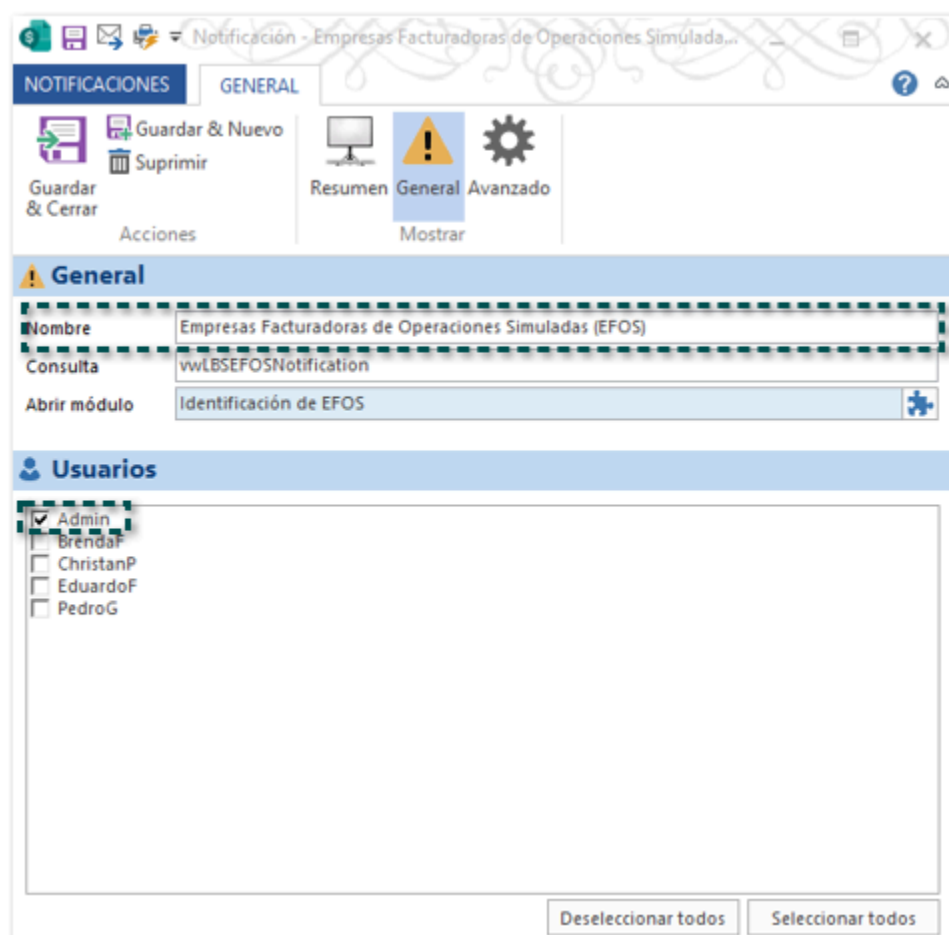 Notificación - Empresas Facturadoras de Operaciones Simulada...
NOTIFICACIONES GENERAL
Guardar & Cerrar
Guardar & Nuevo
Suprimir
Acciones
Resumen General Avanzado
Mostrar
General
Nombre Empresas Facturadoras de Operaciones Simuladas (EFOS)
Consulta vwLBSEFOSNotification
Abrir módulo Identificación de EFOS
Usuarios
Admin
BrendaF
ChristanP
EduardoF
PedroG
Deseleccionar todos Seleccionar todos